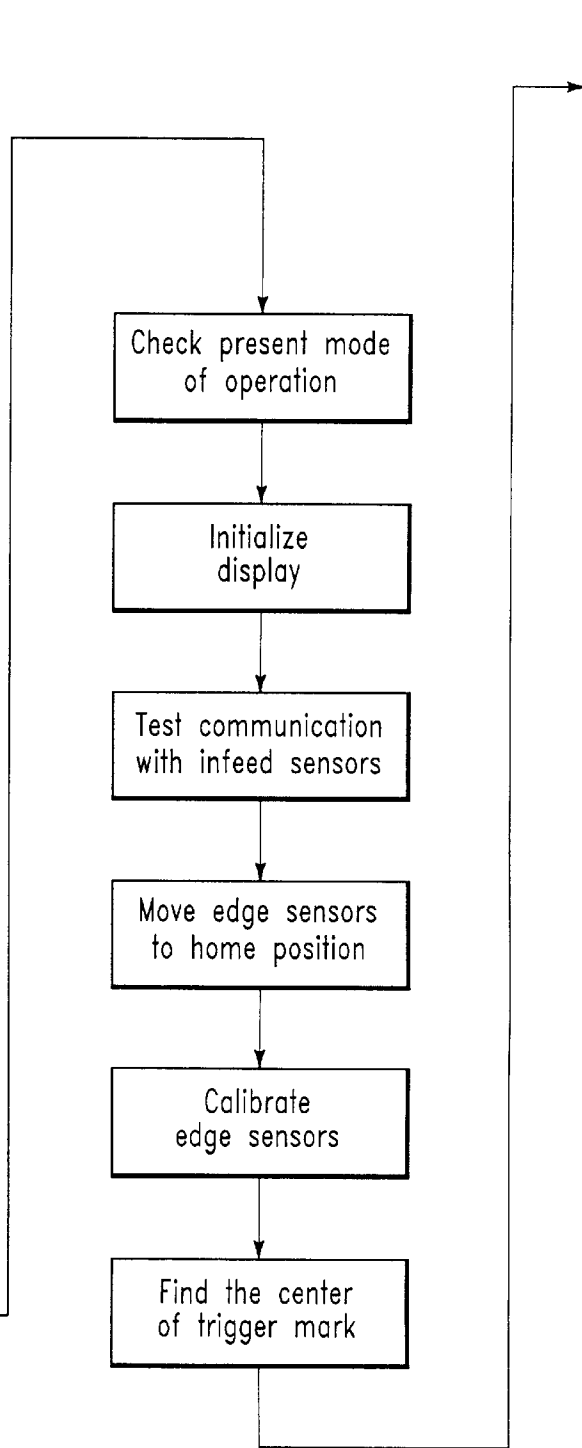 Check present mode
of operation
Initialize
display
Test communication
with infeed sensors
Move edge sensors
to home position
Calibrate
edge sensors
Find the center
of trigger mark